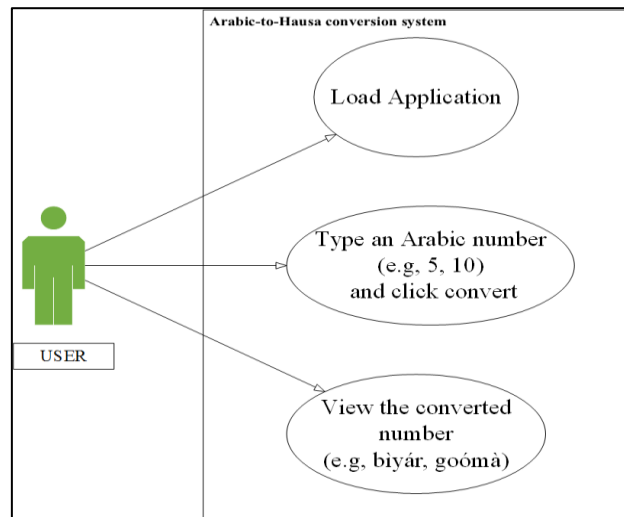 Arabic-to-Hausa conversion system
Load Application
Type an Arabic number
(e.g, 5, 10)
and click convert
USER
View the converted
number
(e.g, bìyár, goómà)